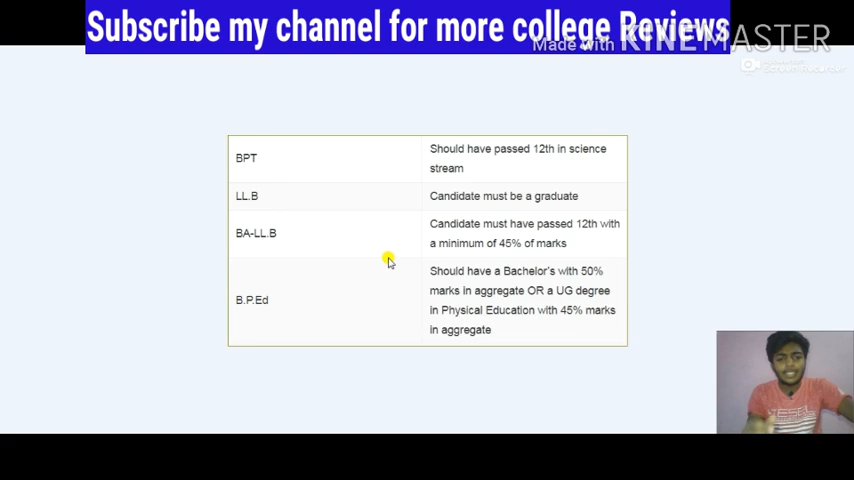 Subscribe my channel for more college Reviews
Made with KINEMASTER
Screen Recorder
BPT
Should have passed 12th in science
stream
LL.B
Candidate must be a graduate
BA-LL.B
Candidate must have passed 12th with
a minimum of 45% of marks
B.P.Ed
Should have a Bachelor's with 50%
marks in aggregate OR a UG degree
in Physical Education with 45% marks
in aggregate